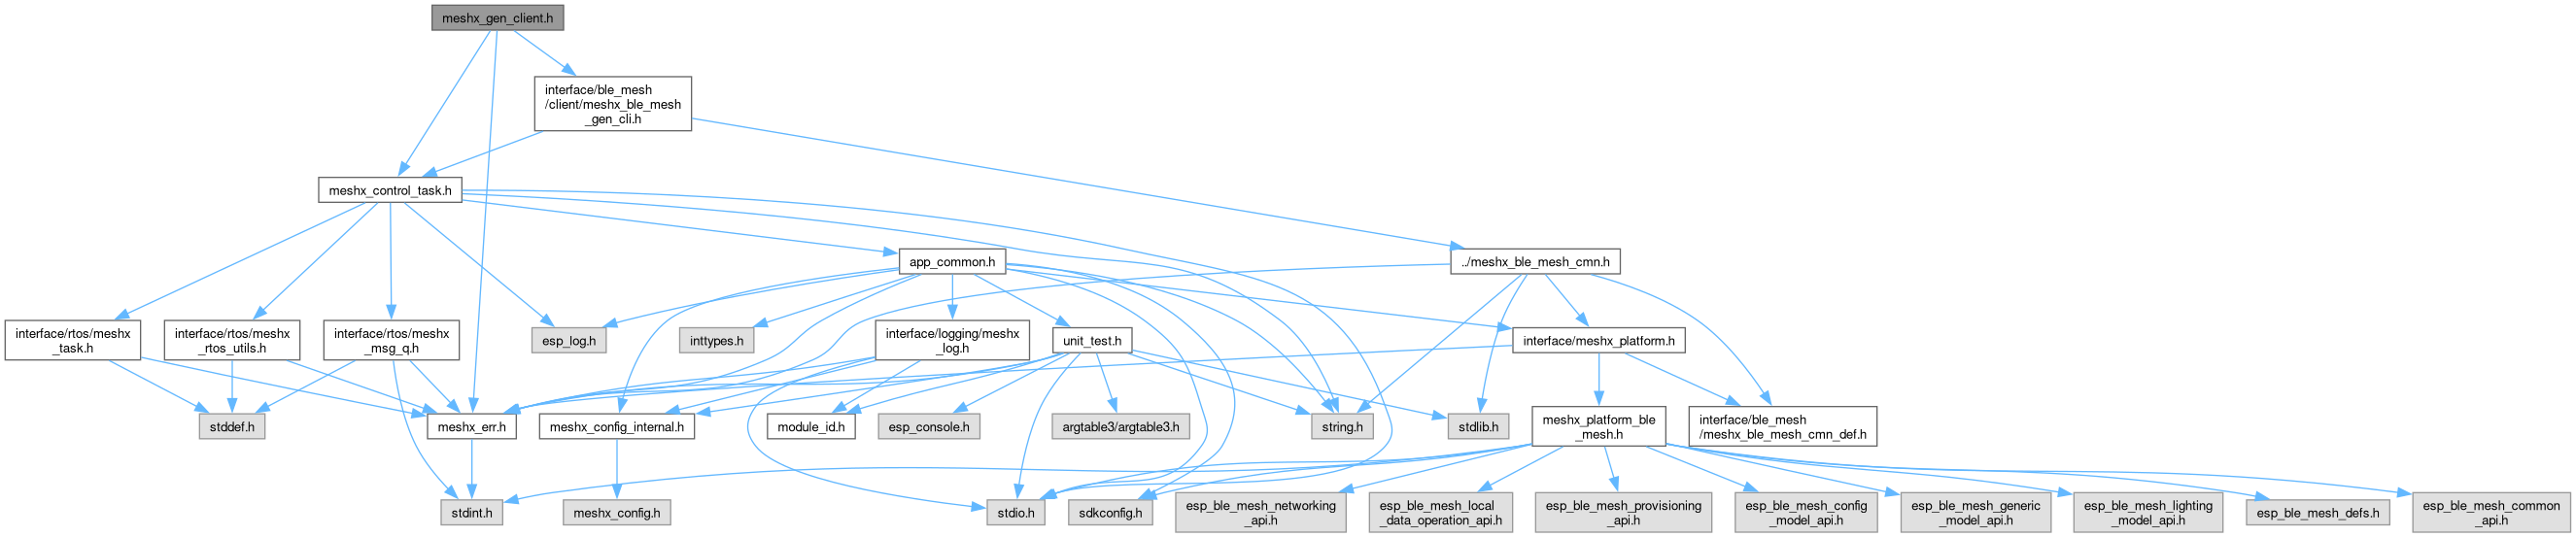 meshx_gen_client.h
interface/ble_mesh
/client/meshx_ble_mesh
_gen_cli.h
meshx_control_task.h
app_common.h
../meshx_ble_mesh_cmn.h
interface/rtos/meshx
_task.h
interface/rtos/meshx
_rtos_utils.h
interface/rtos/meshx
_msg_q.h
esp_log.h
inttypes.h
interface/logging/meshx
_log.h
unit_test.h
interface/meshx_platform.h
stddef.h
meshx_err.h
meshx_config_internal.h
module_id.h
esp_console.h
argtable3/argtable3.h
string.h
stdlib.h
meshx_platform_ble
_mesh.h
interface/ble_mesh
/meshx_ble_mesh_cmn_def.h
stdint.h
meshx_config.h
stdio.h
sdkconfig.h
esp_ble_mesh_networking
_api.h
esp_ble_mesh_local
_data_operation_api.h
esp_ble_mesh_provisioning
_api.h
esp_ble_mesh_config
_model_api.h
esp_ble_mesh_generic
_model_api.h
esp_ble_mesh_lighting
_model_api.h
esp_ble_mesh_defs.h
esp_ble_mesh_common
_api.h